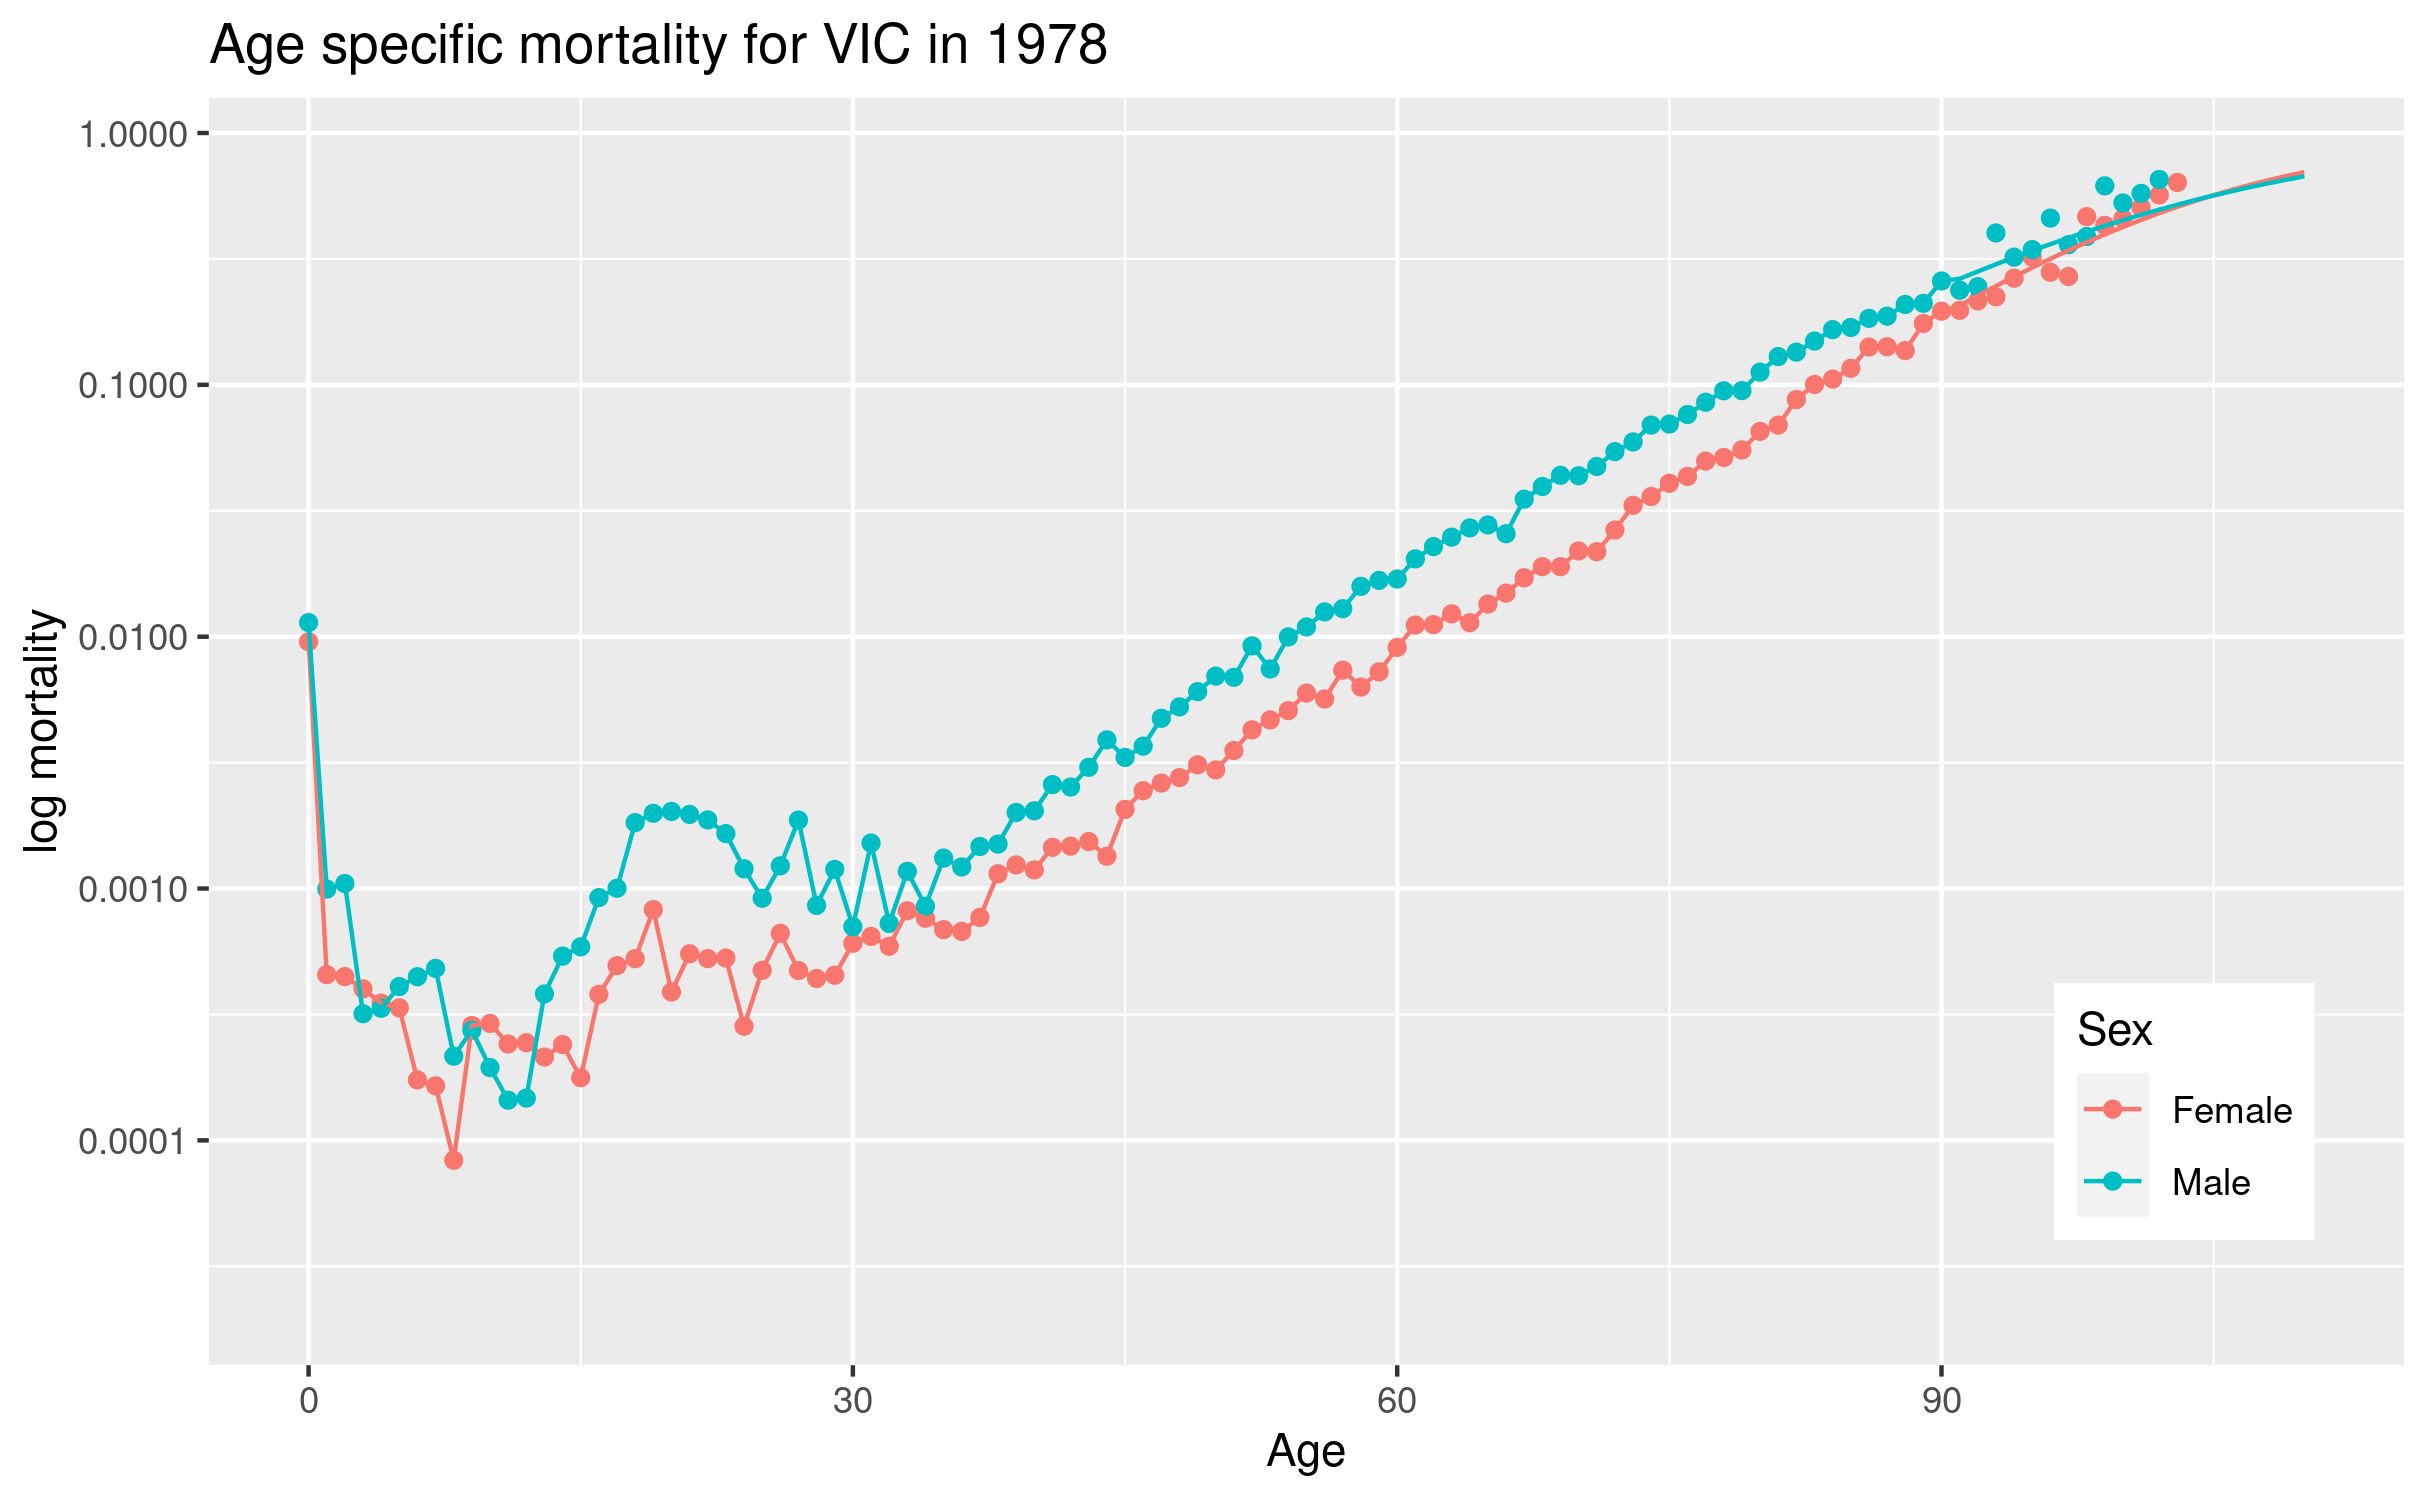 Age specific mortality for VIC in 1978
1.0000
0.1000
0.0100
0.0010
0.0001
log mortality
0
30
60
90
Age
Sex
Female
Male